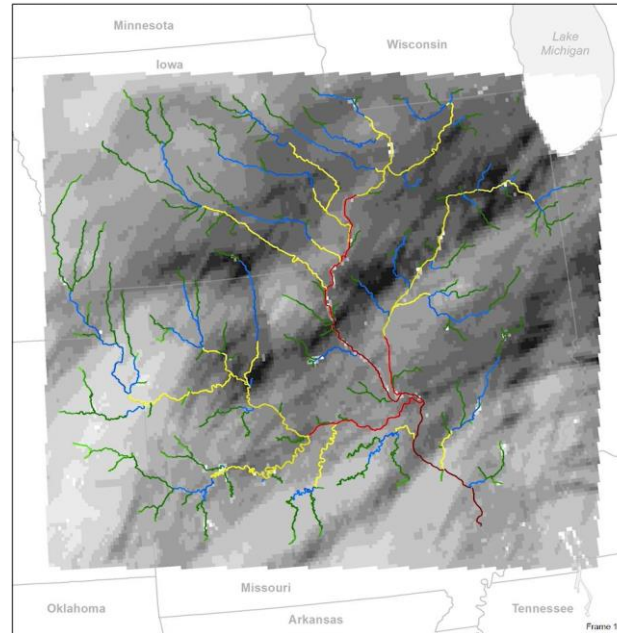 Minnesota
Wisconsin
Lake
Michigan
Iowa
Missouri
Oklahoma
Arkansas
Tennessee
Frame 1